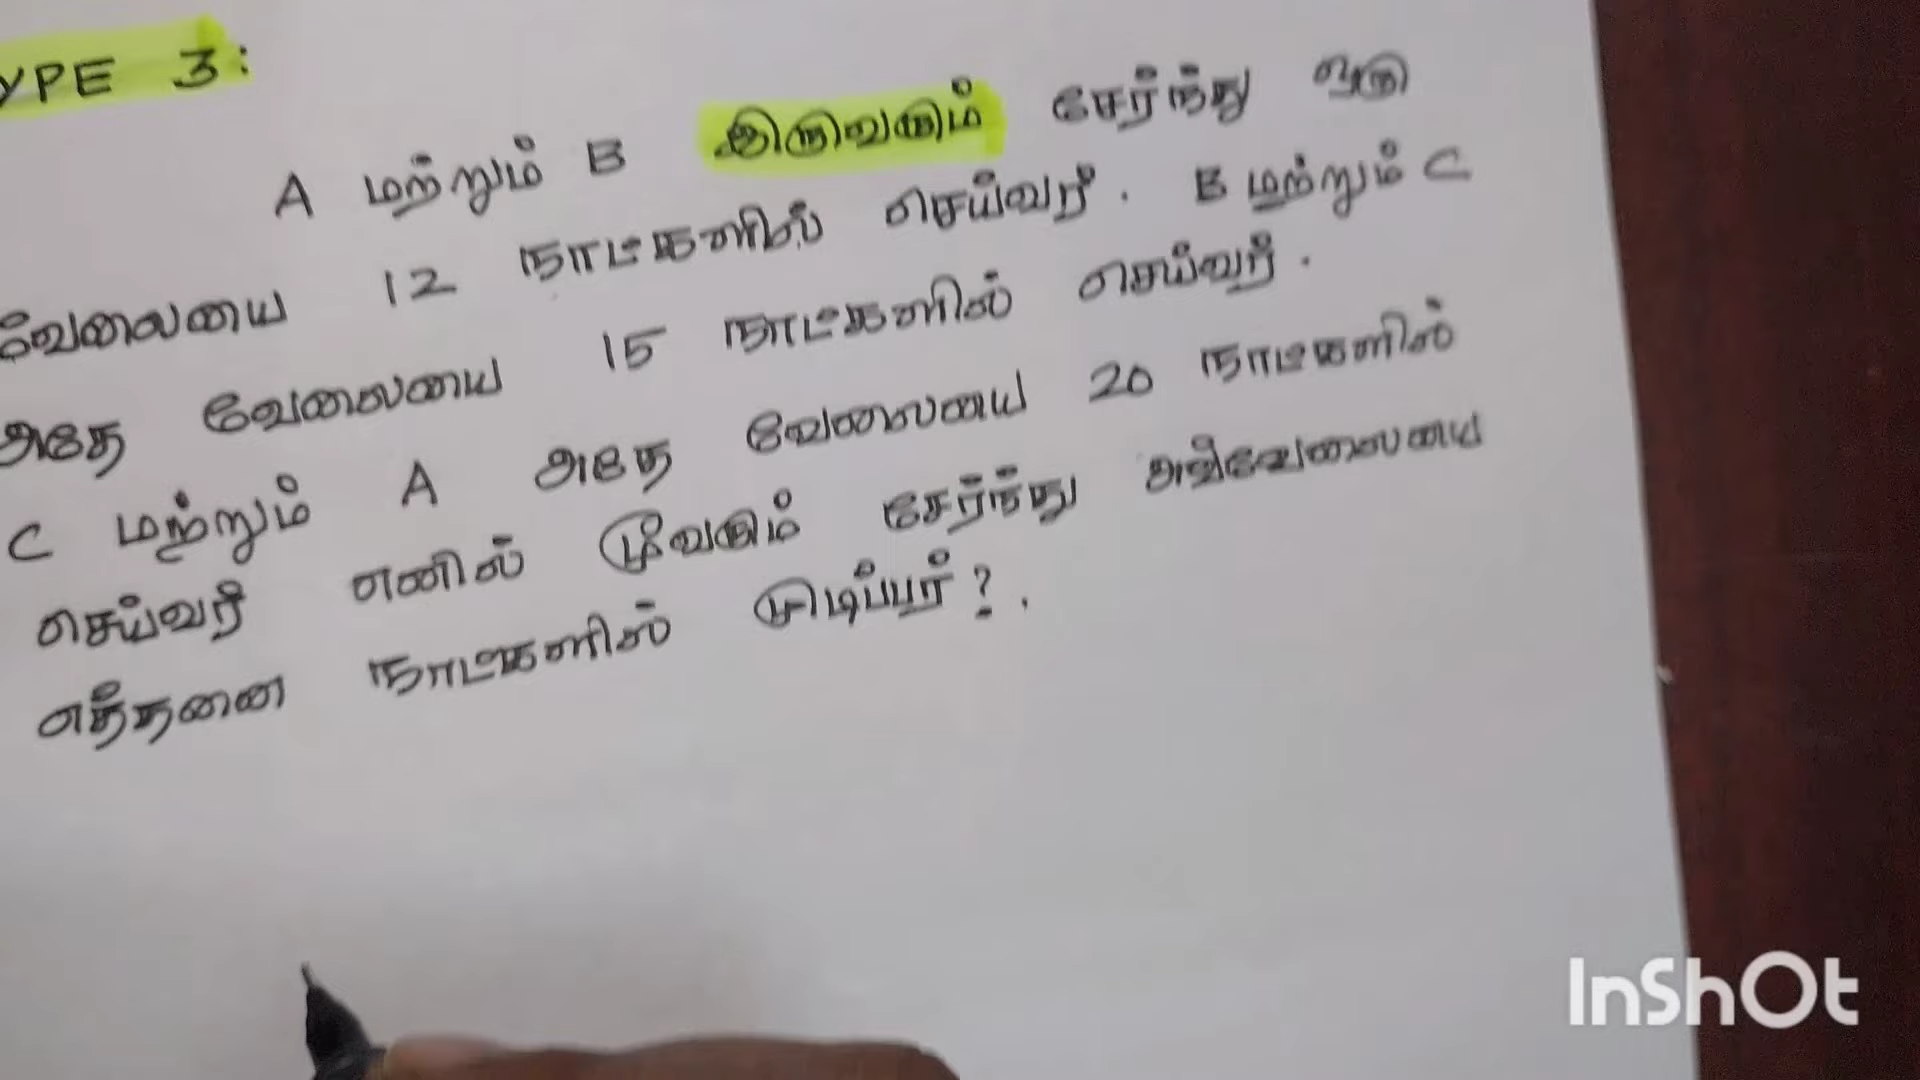 YPE 3:
A மற்றும் B இருவரும் சேர்ந்து ஒரு
வேலையை 12 நாட்களில் செய்வர். B மற்றும் C
அதே வேலையை 15 நாட்களில் செய்வர்.
C மற்றும் A அதே வேலையை 20 நாட்களில்
செய்வர் எனில் மூவரும் சேர்ந்து அவ்வேலையை
எத்தனை நாட்களில் முடிப்பர்?.
InShOt